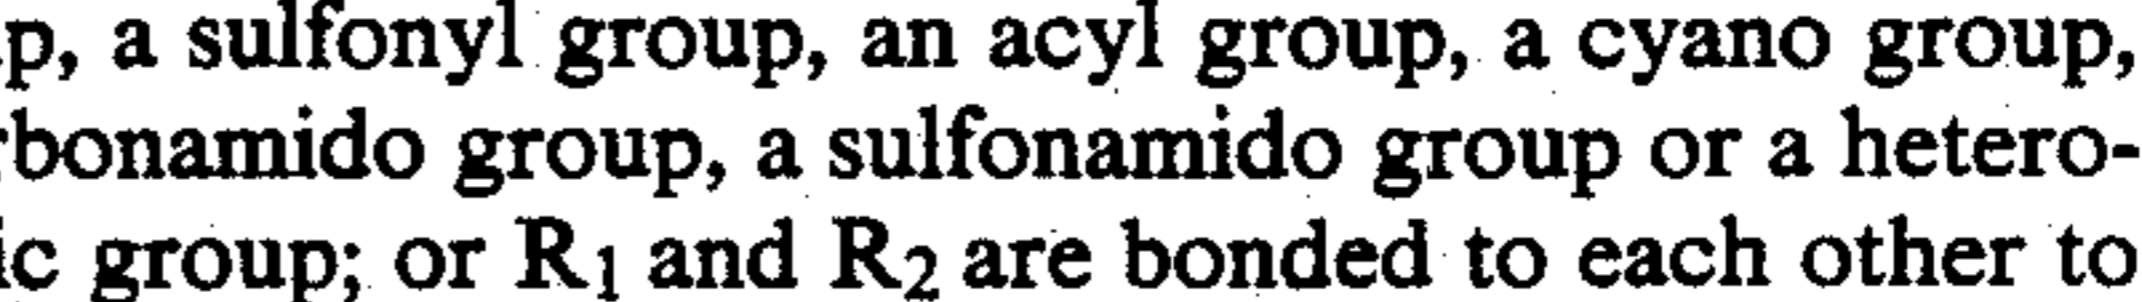 p, a sulfonyl group, an acyl group, a cyano group,
bonamido group, a sulfonamido group or a hetero-
ic group; or R₁ and R₂ are bonded to each other to